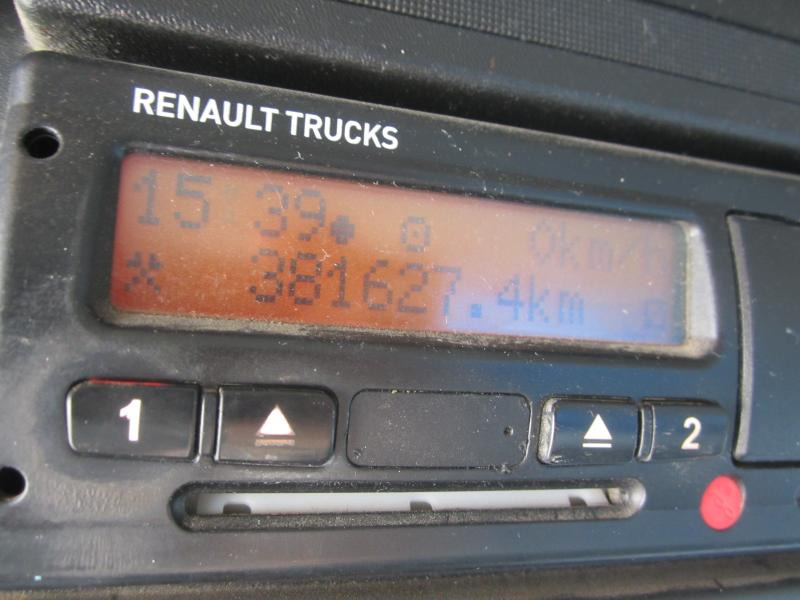 RENAULT TRUCKS
15:39 0km/h
381627.4km
1 2